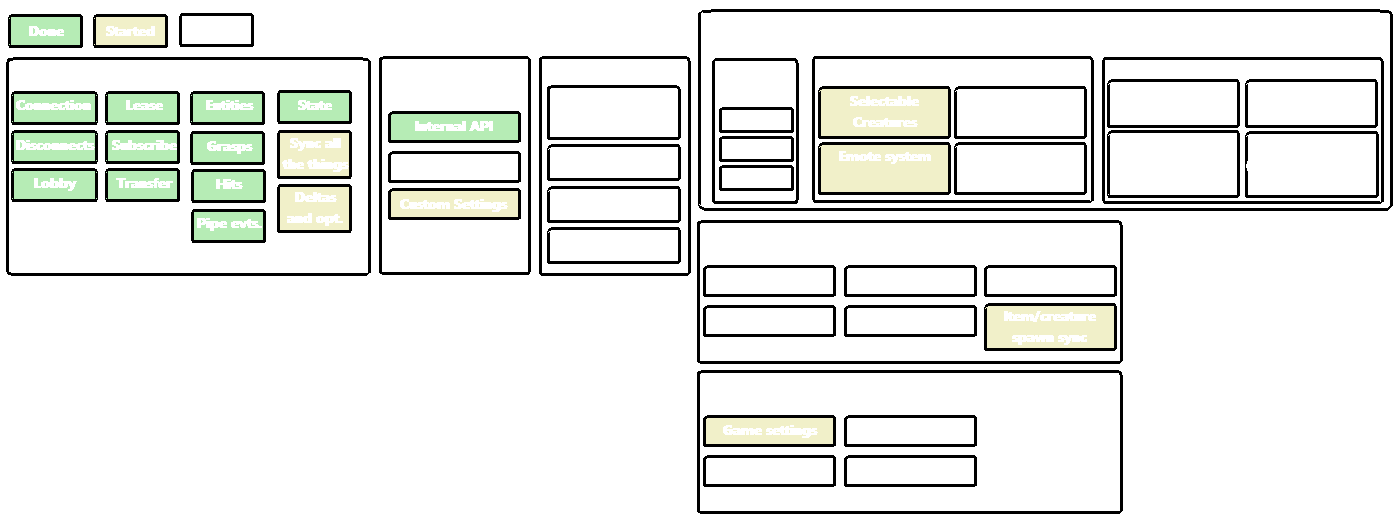 Done
Started
Connection
Lease
Entities
State
Disconnects
Subscribe
Grasps
Sync all
the things
Lobby
Transfer
Hits
Deltas
and opt.
Pipe evts.
Internal API
Custom Settings
Selectable
Creatures
Emote system
Item/creature
spawn sync
Game settings